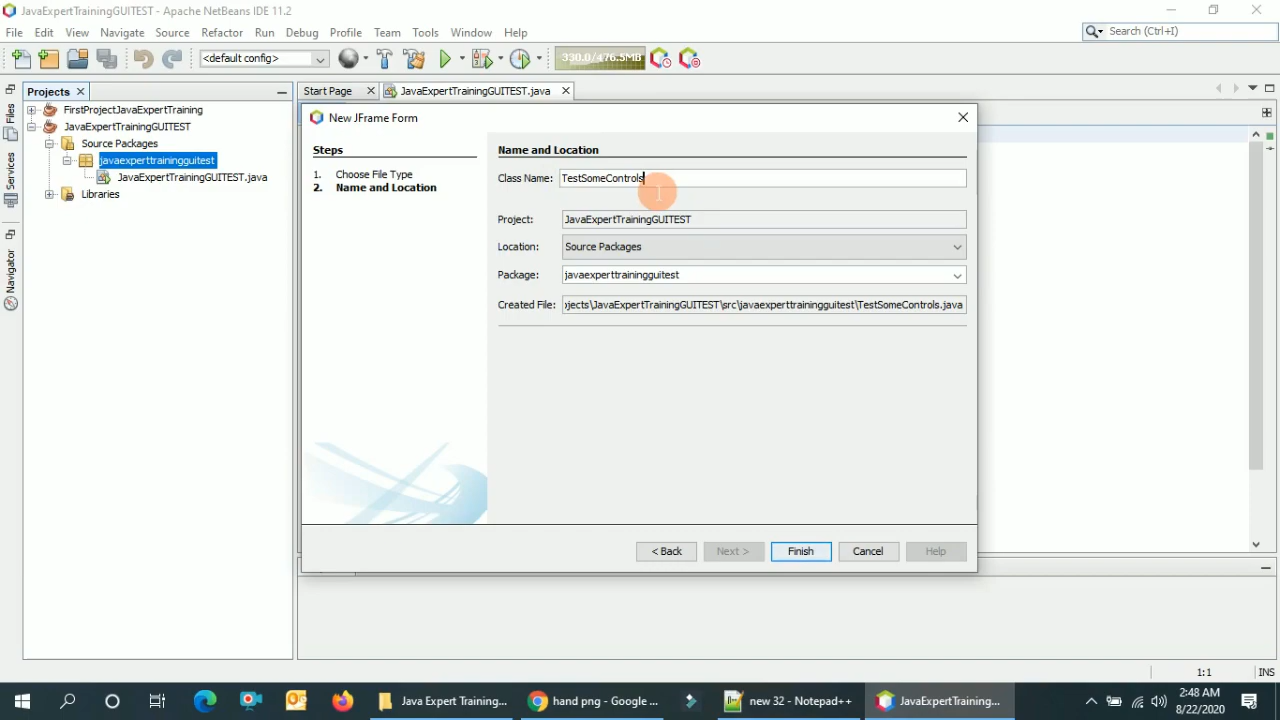 JavaExpertTrainingGUITEST - Apache NetBeans IDE 11.2
File Edit View Navigate Source Refactor Run Debug Profile Team Tools Window Help
Search (Ctrl+I)
<default config>
330.0/476.5MB
Projects
Start Page
JavaExpertTrainingGUITEST.java
Files
Services
Navigator
FirstProjectJavaExpertTraining
JavaExpertTrainingGUITEST
Source Packages
javaexperttrainingguitest
JavaExpertTrainingGUITEST.java
Libraries
New JFrame Form
Steps
1. Choose File Type
2. Name and Location
Name and Location
Class Name: TestSomeControls
Project: JavaExpertTrainingGUITEST
Location: Source Packages
Package: javaexperttrainingguitest
Created File: jects\JavaExpertTrainingGUITEST\src\javaexperttrainingguitest\TestSomeControls.java
< Back Next > Finish Cancel Help
1:1 INS
Java Expert Training...
hand png - Google ...
new 32 - Notepad++
JavaExpertTraining...
2:48 AM
8/22/2020